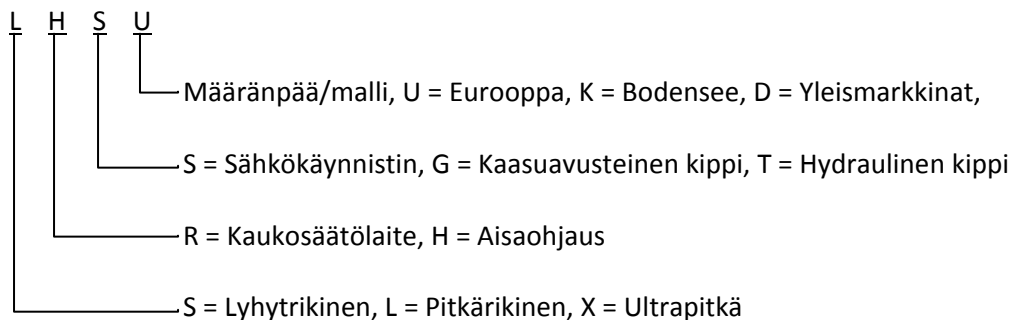 L H S U
Määränpää/malli, U = Eurooppa, K = Bodensee, D = Yleismarkkinat,
S = Sähkökäynnistin, G = Kaasuavusteinen kippi, T = Hydraulinen kippi
R = Kaukosäätölaite, H = Aisaohjaus
S = Lyhytrikinen, L = Pitkärikinen, X = Ultrapitkä